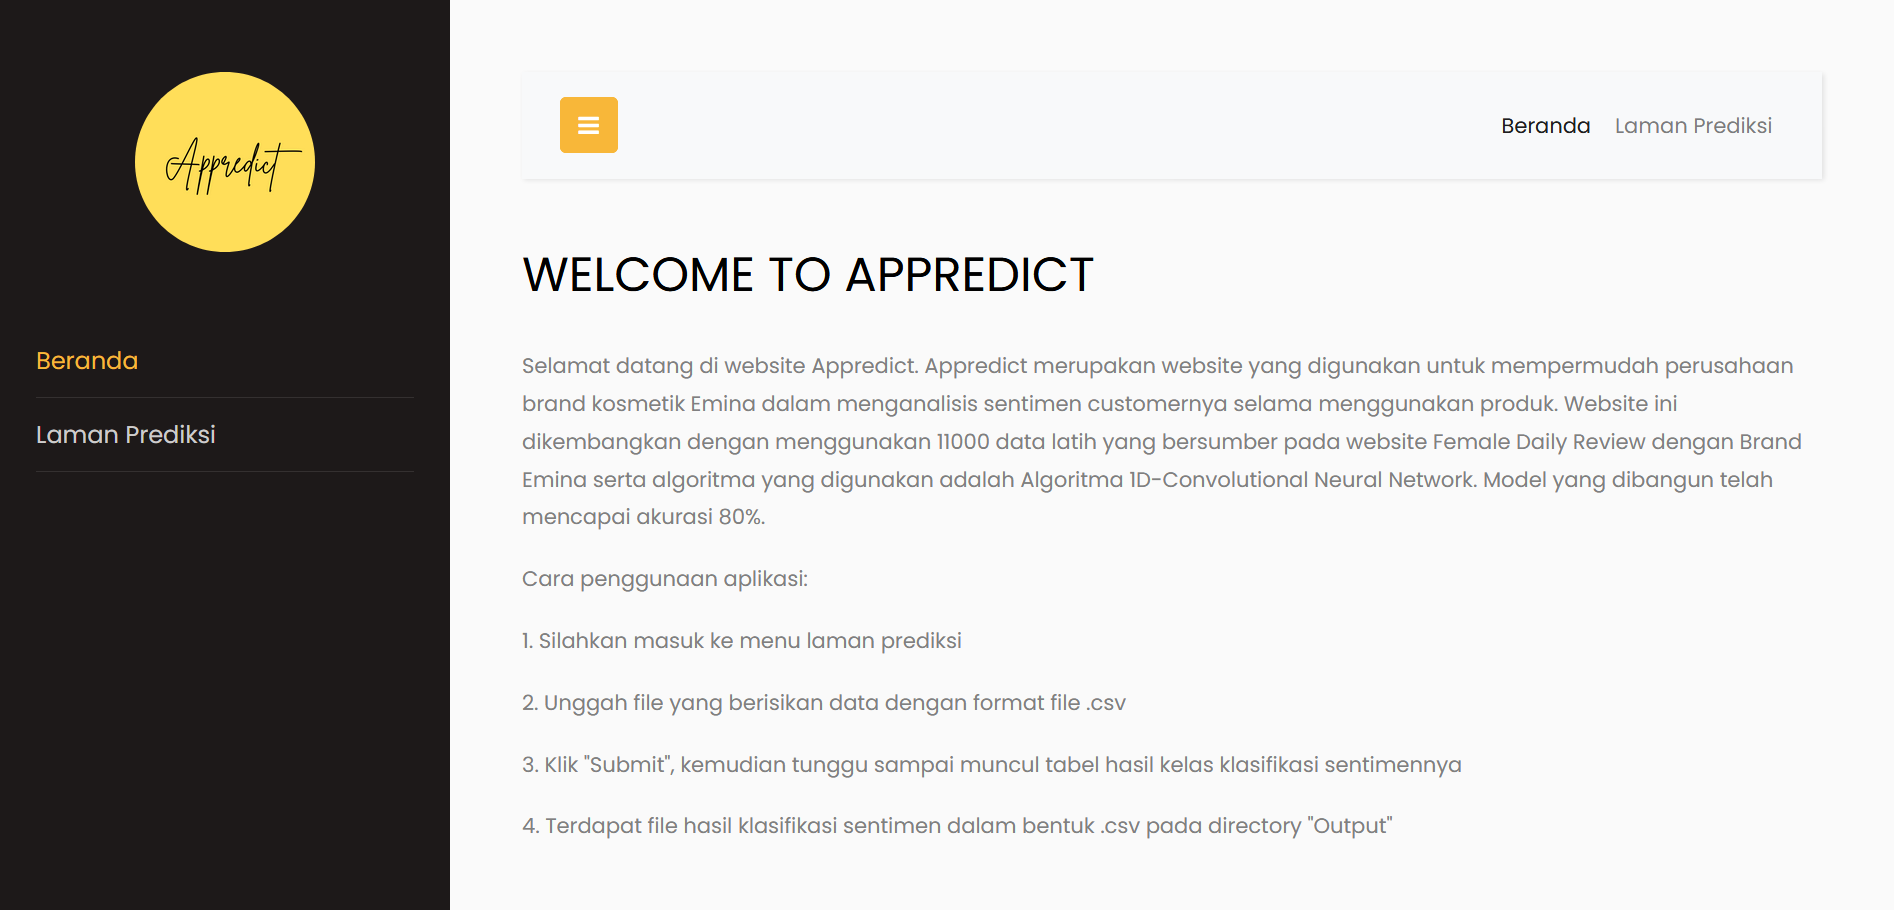 Appredict
Beranda
Laman Prediksi
Beranda Laman Prediksi
WELCOME TO APPREDICT
Selamat datang di website Appredict. Appredict merupakan website yang digunakan untuk mempermudah perusahaan
brand kosmetik Emina dalam menganalisis sentimen customernya selama menggunakan produk. Website ini
dikembangkan dengan menggunakan 11000 data latih yang bersumber pada website Female Daily Review dengan Brand
Emina serta algoritma yang digunakan adalah Algoritma 1D-Convolutional Neural Network. Model yang dibangun telah
mencapai akurasi 80%.
Cara penggunaan aplikasi:
1. Silahkan masuk ke menu laman prediksi
2. Unggah file yang berisikan data dengan format file .csv
3. Klik "Submit", kemudian tunggu sampai muncul tabel hasil kelas klasifikasi sentimennya
4. Terdapat file hasil klasifikasi sentimen dalam bentuk .csv pada directory "Output"